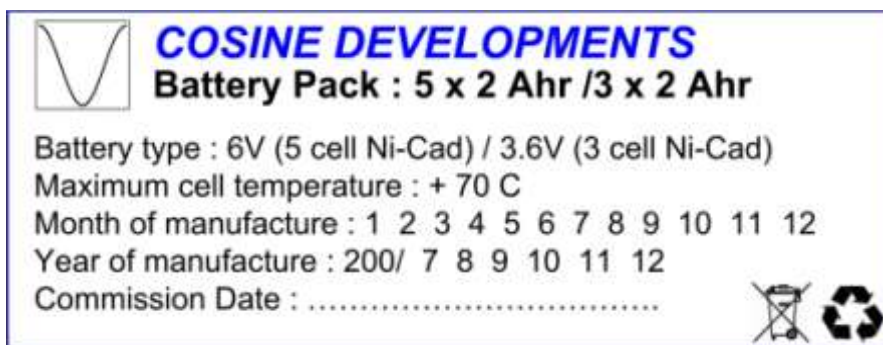 COSINE DEVELOPMENTS
Battery Pack : 5 x 2 Ahr /3 x 2 Ahr
Battery type : 6V (5 cell Ni-Cad) / 3.6V (3 cell Ni-Cad)
Maximum cell temperature : + 70 C
Month of manufacture : 1 2 3 4 5 6 7 8 9 10 11 12
Year of manufacture : 200/ 7 8 9 10 11 12
Commission Date : ..................................